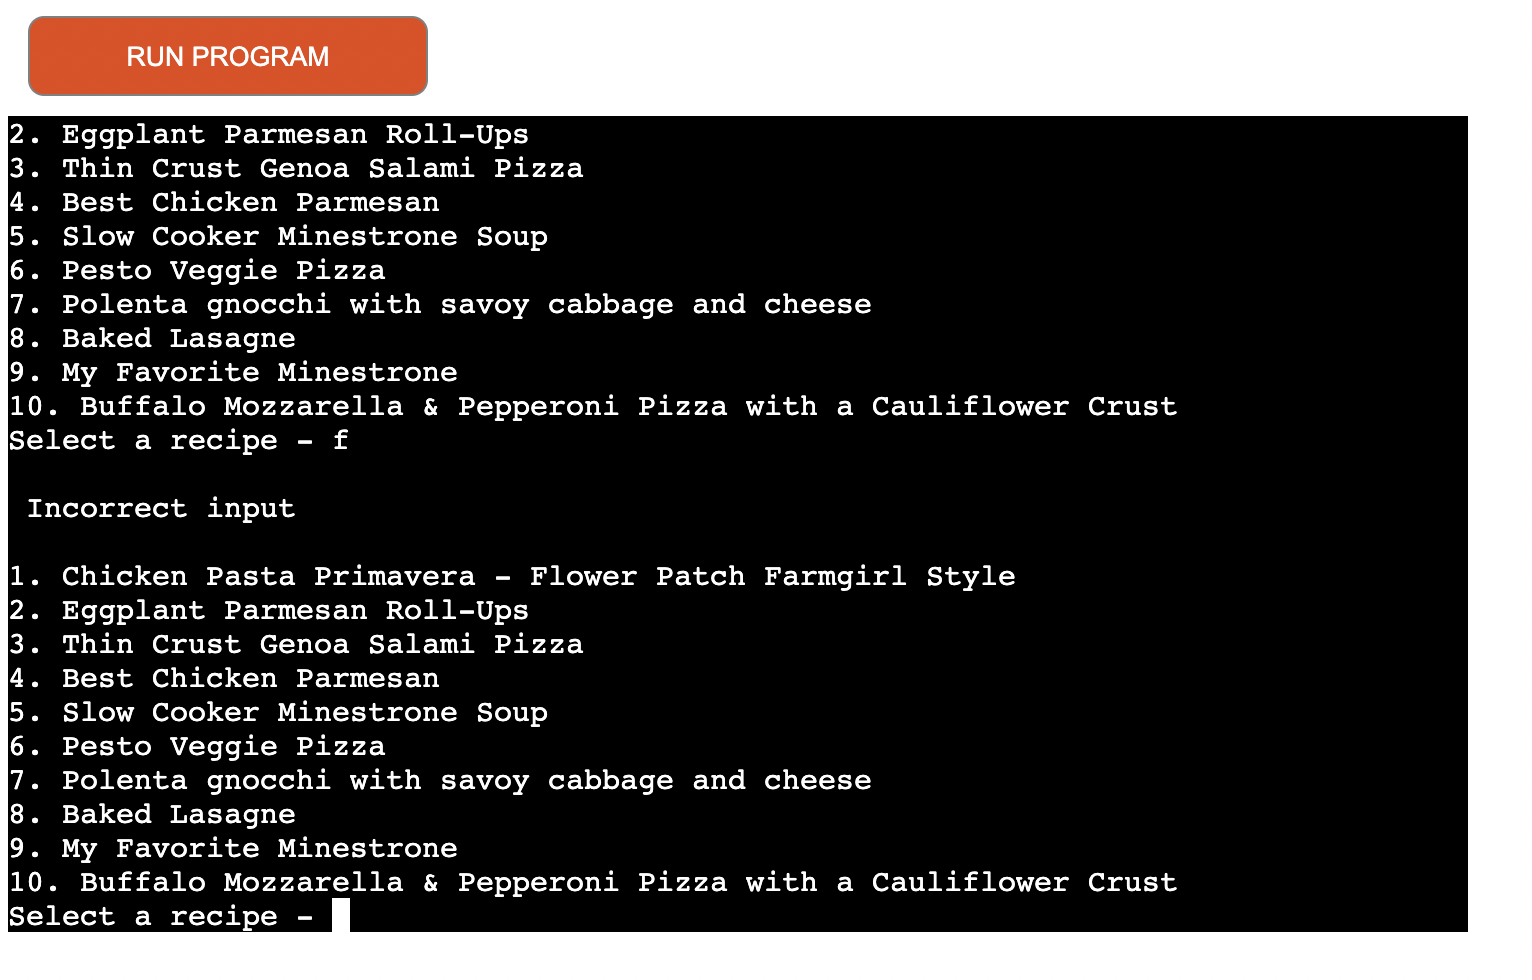 RUN PROGRAM
2. Eggplant Parmesan Roll-Ups
3. Thin Crust Genoa Salami Pizza
4. Best Chicken Parmesan
5. Slow Cooker Minestrone Soup
6. Pesto Veggie Pizza
7. Polenta gnocchi with savoy cabbage and cheese
8. Baked Lasagne
9. My Favorite Minestrone
10. Buffalo Mozzarella & Pepperoni Pizza with a Cauliflower Crust
Select a recipe - f
Incorrect input
1. Chicken Pasta Primavera - Flower Patch Farmgirl Style
2. Eggplant Parmesan Roll-Ups
3. Thin Crust Genoa Salami Pizza
4. Best Chicken Parmesan
5. Slow Cooker Minestrone Soup
6. Pesto Veggie Pizza
7. Polenta gnocchi with savoy cabbage and cheese
8. Baked Lasagne
9. My Favorite Minestrone
10. Buffalo Mozzarella & Pepperoni Pizza with a Cauliflower Crust
Select a recipe -